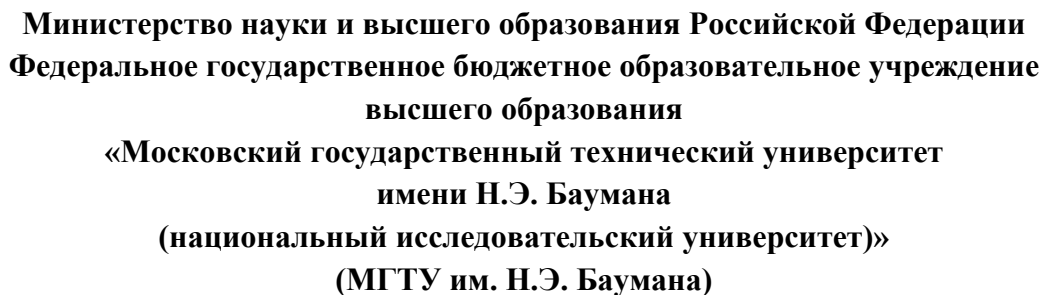 Министерство науки и высшего образования Российской Федерации
Федеральное государственное бюджетное образовательное учреждение
высшего образования
«Московский государственный технический университет
имени Н.Э. Баумана
(национальный исследовательский университет)»
(МГТУ им. Н.Э. Баумана)